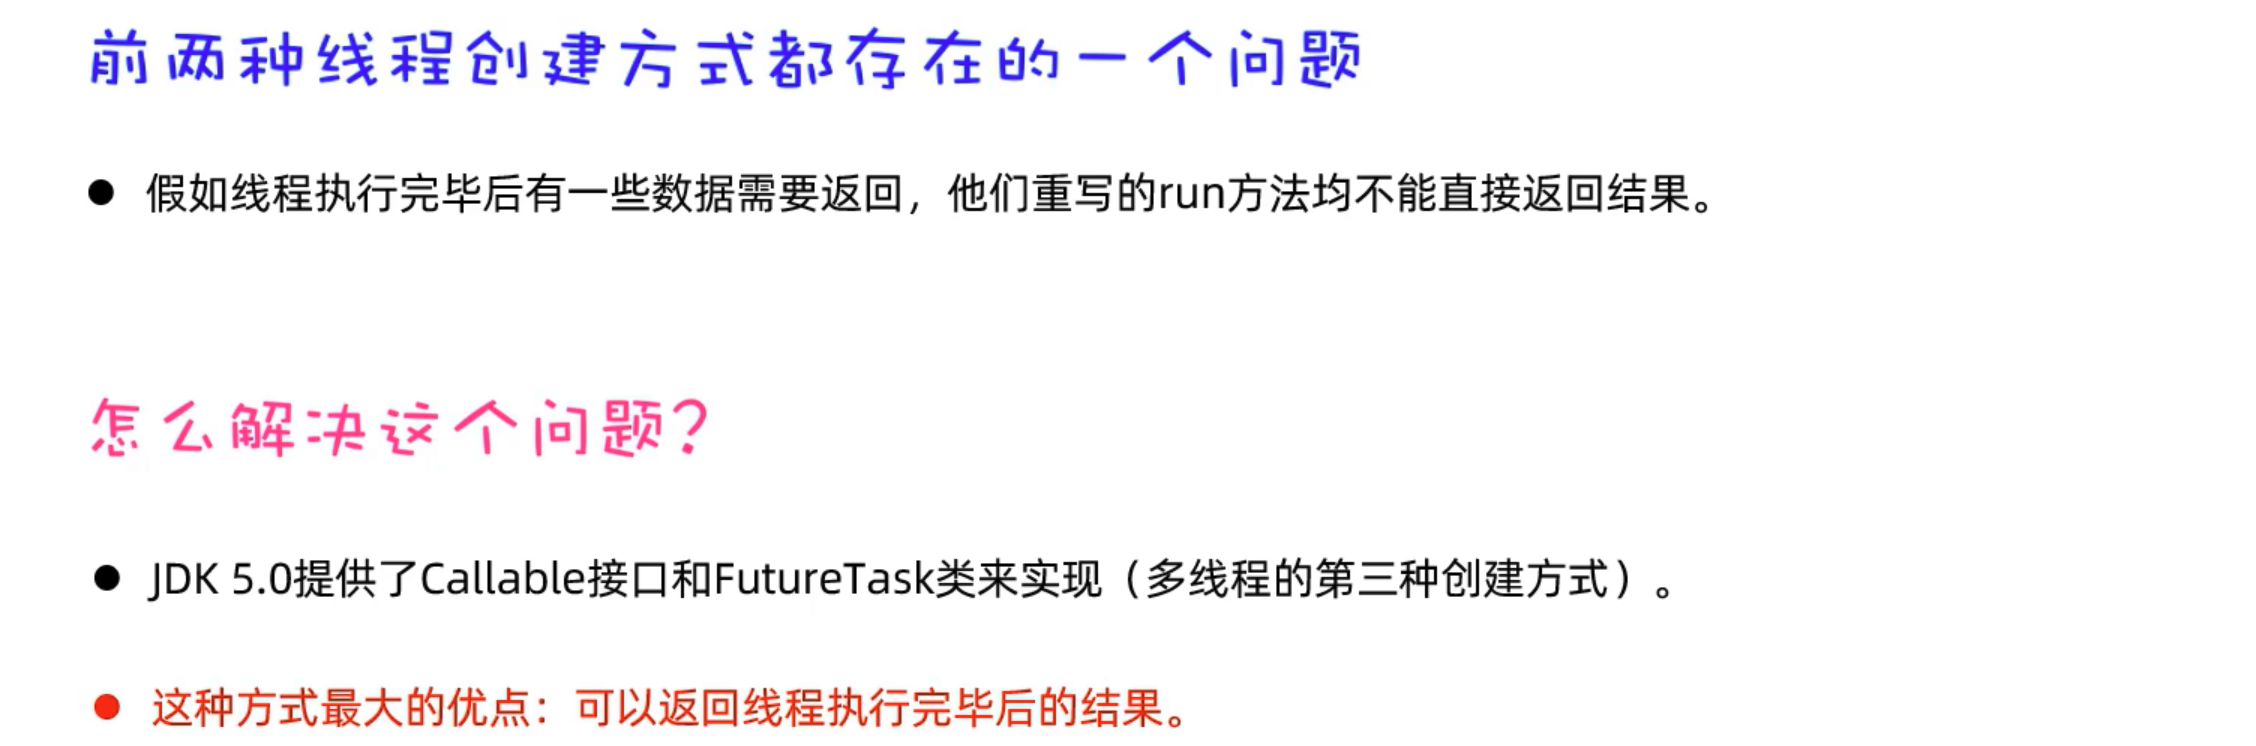 前两种线程创建方式都存在的一个问题
● 假如线程执行完毕后有一些数据需要返回，他们重写的run方法均不能直接返回结果。
怎么解决这个问题?
● JDK 5.0提供了Callable接口和FutureTask类来实现（多线程的第三种创建方式）。
● 这种方式最大的优点：可以返回线程执行完毕后的结果。